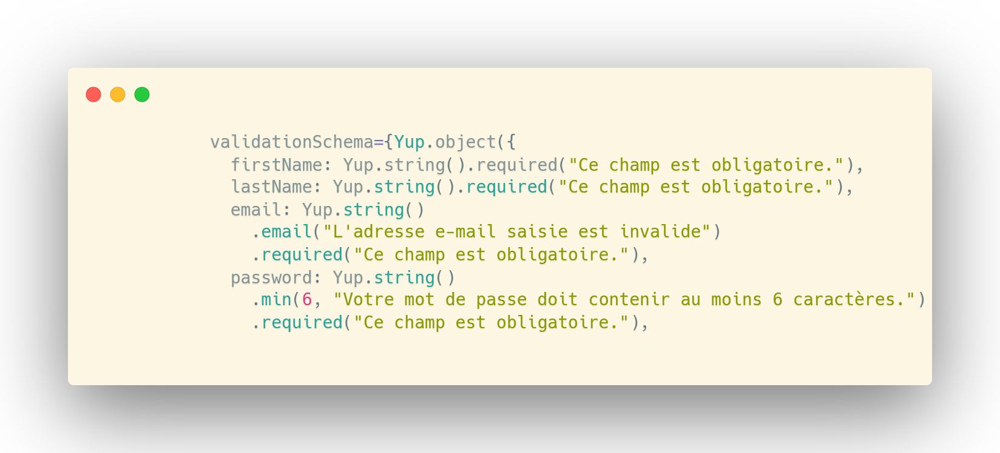 validationSchema={Yup.object({
firstName: Yup.string().required("Ce champ est obligatoire."),
lastName: Yup.string().required("Ce champ est obligatoire."),
email: Yup.string()
.email("L'adresse e-mail saisie est invalide")
.required("Ce champ est obligatoire."),
password: Yup.string()
.min(6, "Votre mot de passe doit contenir au moins 6 caractères.")
.required("Ce champ est obligatoire."),